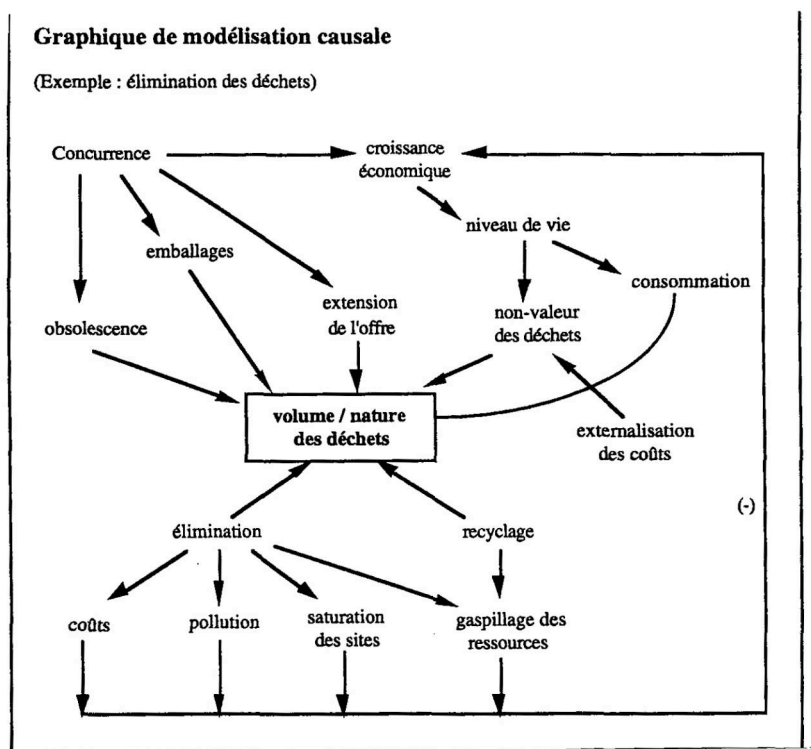 Graphique de modélisation causale
(Exemple : élimination des déchets)
Concurrence
croissance
économique
niveau de vie
emballages
consommation
extension
de l'offre
non-valeur
des déchets
obsolescence
volume / nature
des déchets
externalisation
des coûts
(-)
élimination
recyclage
coûts
pollution
saturation
des sites
gaspillage des
ressources